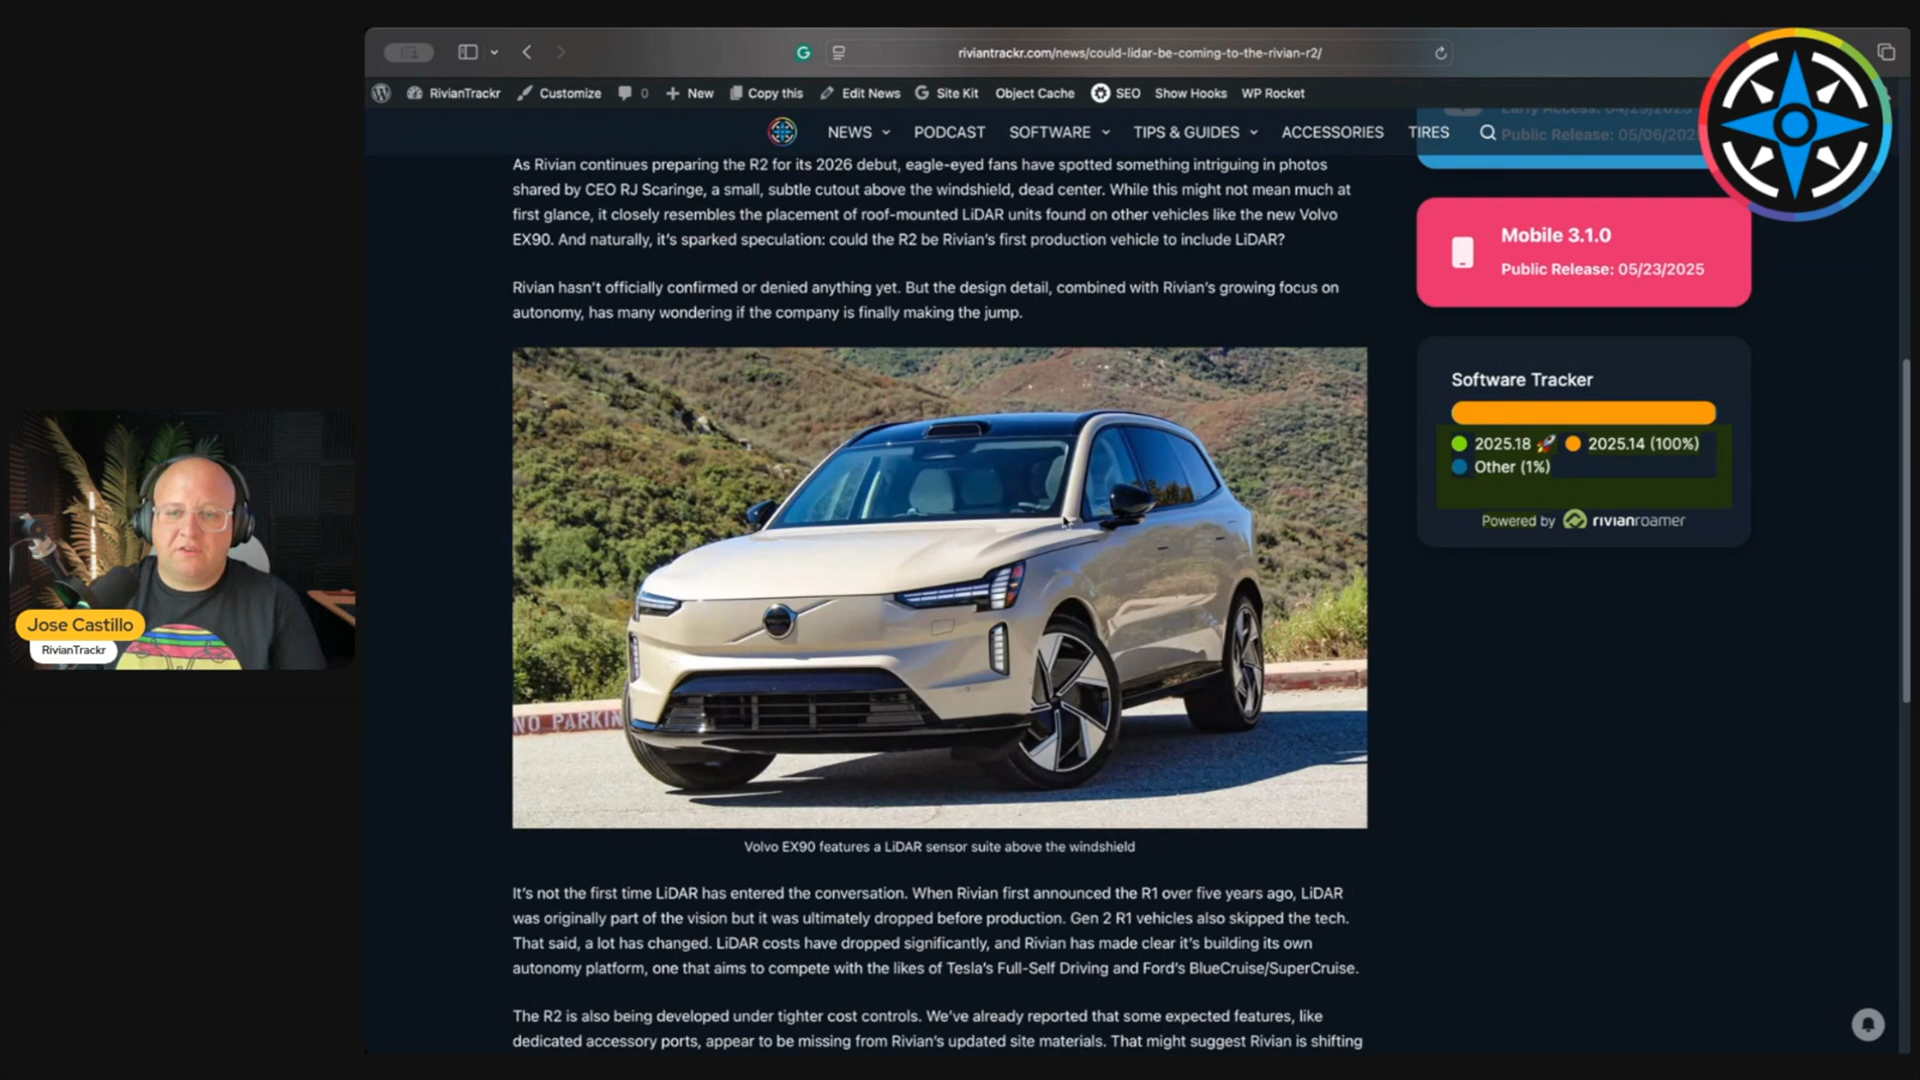 riviantrackr.com/news/could-lidar-be-coming-to-the-rivian-r2/
RivianTrackr Customize 0 New Copy this Edit News Site Kit Object Cache SEO Show Hooks WP Rocket
NEWS PODCAST SOFTWARE TIPS & GUIDES ACCESSORIES TIRES
As Rivian continues preparing the R2 for its 2026 debut, eagle-eyed fans have spotted something intriguing in photos
shared by CEO RJ Scaringe, a small, subtle cutout above the windshield, dead center. While this might not mean much at
first glance, it closely resembles the placement of roof-mounted LiDAR units found on other vehicles like the new Volvo
EX90. And naturally, it's sparked speculation: could the R2 be Rivian's first production vehicle to include LiDAR?
Rivian hasn't officially confirmed or denied anything yet. But the design detail, combined with Rivian's growing focus on
autonomy, has many wondering if the company is finally making the jump.
NO PARKIN
Volvo EX90 features a LiDAR sensor suite above the windshield
It's not the first time LiDAR has entered the conversation. When Rivian first announced the R1 over five years ago, LiDAR
was originally part of the vision but it was ultimately dropped before production. Gen 2 R1 vehicles also skipped the tech.
That said, a lot has changed. LiDAR costs have dropped significantly, and Rivian has made clear it's building its own
autonomy platform, one that aims to compete with the likes of Tesla's Full-Self Driving and Ford's BlueCruise/SuperCruise.
The R2 is also being developed under tighter cost controls. We've already reported that some expected features, like
dedicated accessory ports, appear to be missing from Rivian's updated site materials. That might suggest Rivian is shifting
Public Release: 05/06/202
Mobile 3.1.0
Public Release: 05/23/2025
Software Tracker
2025.18 🚀 2025.14 (100%)
Other (1%)
Powered by rivianroamer
Jose Castillo
RivianTrackr